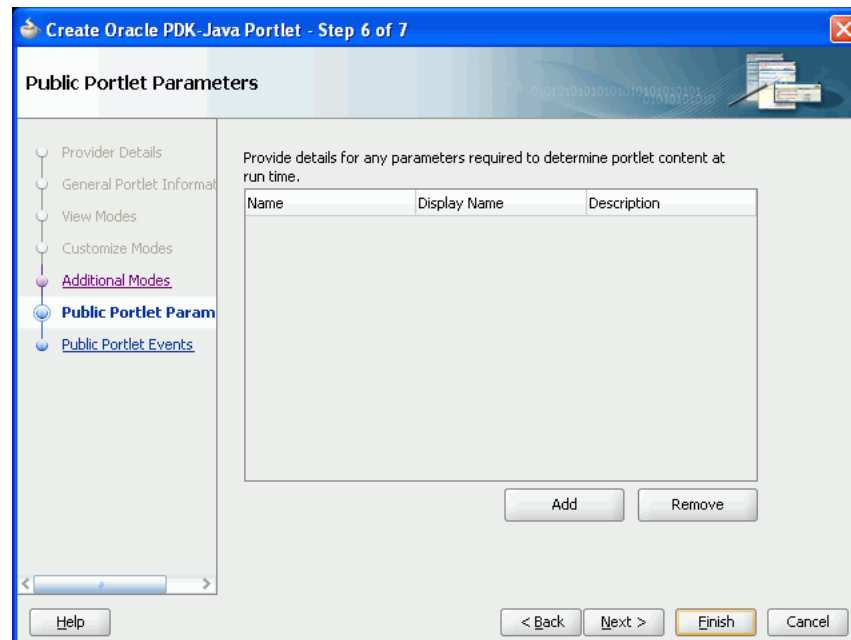 Create Oracle PDK-Java Portlet - Step 6 of 7
Public Portlet Parameters
Provider Details
General Portlet Informat
View Modes
Customize Modes
Additional Modes
Public Portlet Param
Public Portlet Events
Provide details for any parameters required to determine portlet content at
run time.
Name Display Name Description
Add Remove
Help < Back Next > Finish Cancel